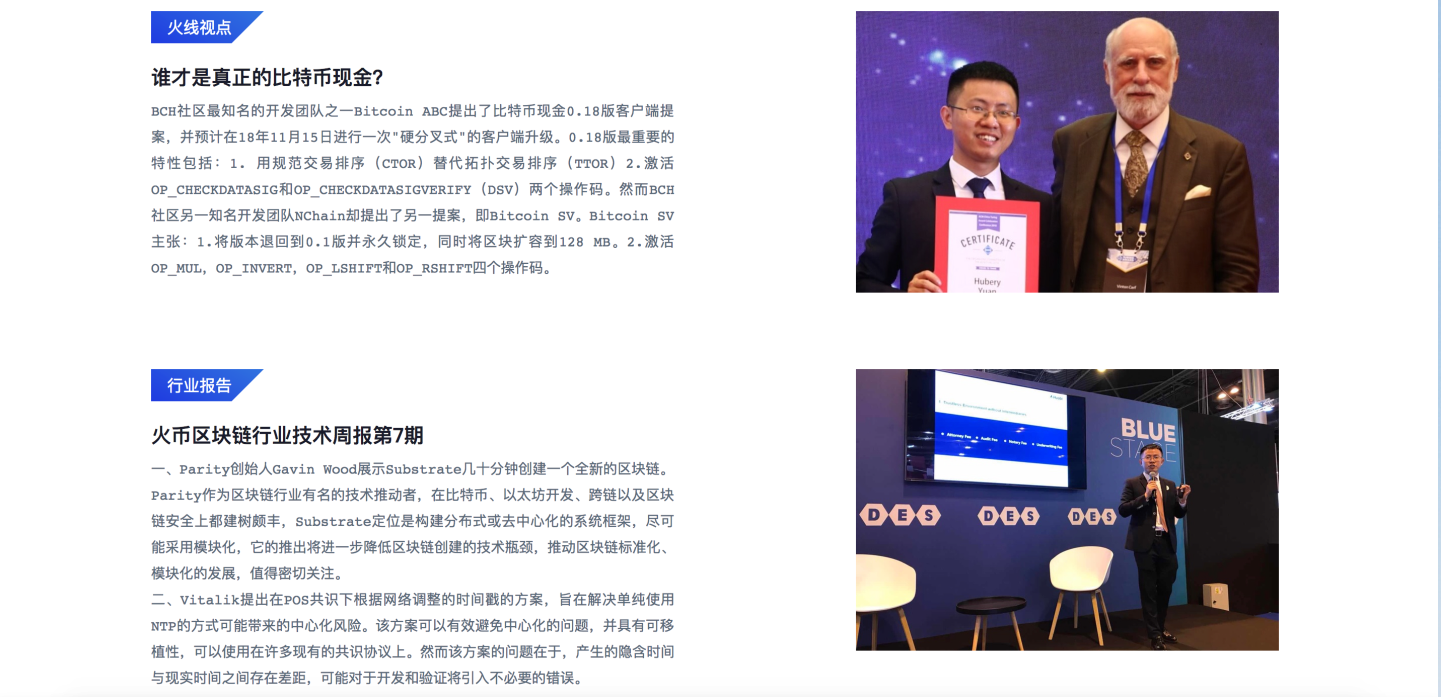 火线视点
谁才是真正的比特币现金?
BCH社区最知名的开发团队之一Bitcoin ABC提出了比特币现金0.18版客户端提
案，并预计在18年11月15日进行一次"硬分叉式"的客户端升级。0.18版最重要的
特性包括：1. 用规范交易排序（CTOR）替代拓扑交易排序（TTOR）2.激活
OP_CHECKDATASIG和OP_CHECKDATASIGVERIFY（DSV）两个操作码。然而BCH
社区另一知名开发团队NChain却提出了另一提案，即Bitcoin SV。Bitcoin SV
主张：1.将版本退回到0.1版并永久锁定，同时将区块扩容到128 MB。2.激活
OP_MUL，OP_INVERT，OP_LSHIFT和OP_RSHIFT四个操作码。
CERTIFICATE
Hubery
Yuan
行业报告
火币区块链行业技术周报第7期
一、Parity创始人Gavin Wood展示Substrate几十分钟创建一个全新的区块链。
Parity作为区块链行业有名的技术推动者，在比特币、以太坊开发、跨链以及区块
链安全上都建树颇丰，Substrate定位是构建分布式或去中心化的系统框架，尽可
能采用模块化，它的推出将进一步降低区块链创建的技术瓶颈，推动区块链标准化、
模块化的发展，值得密切关注。
二、Vitalik提出在POS共识下根据网络调整的时间戳的方案，旨在解决单纯使用
NTP的方式可能带来的中心化风险。该方案可以有效避免中心化的问题，并具有可移
植性，可以使用在许多现有的共识协议上。然而该方案的问题在于，产生的隐含时间
与现实时间之间存在差距，可能对于开发和验证将引入不必要的错误。
Attorney Fee Audit Fee Notary Fee Underwriting Fee
BLUE
STAGE
DES DES DES